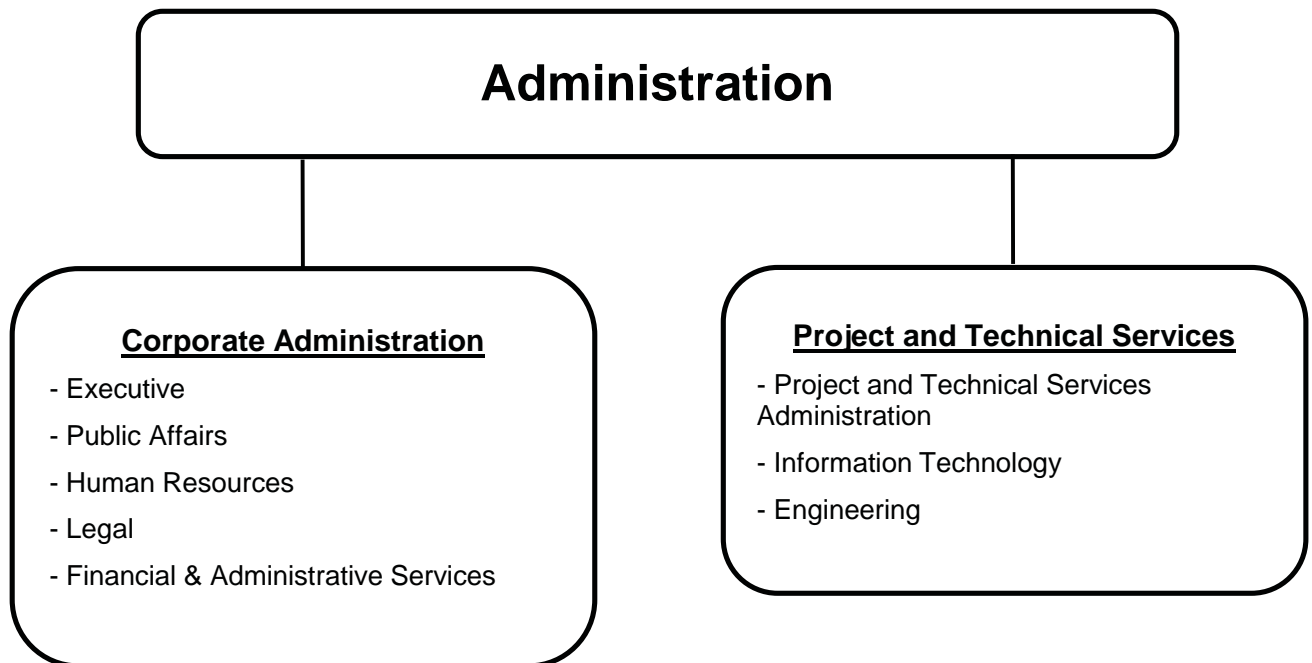 Administration
Corporate Administration
- Executive
- Public Affairs
- Human Resources
- Legal
- Financial & Administrative Services
Project and Technical Services
- Project and Technical Services
Administration
- Information Technology
- Engineering